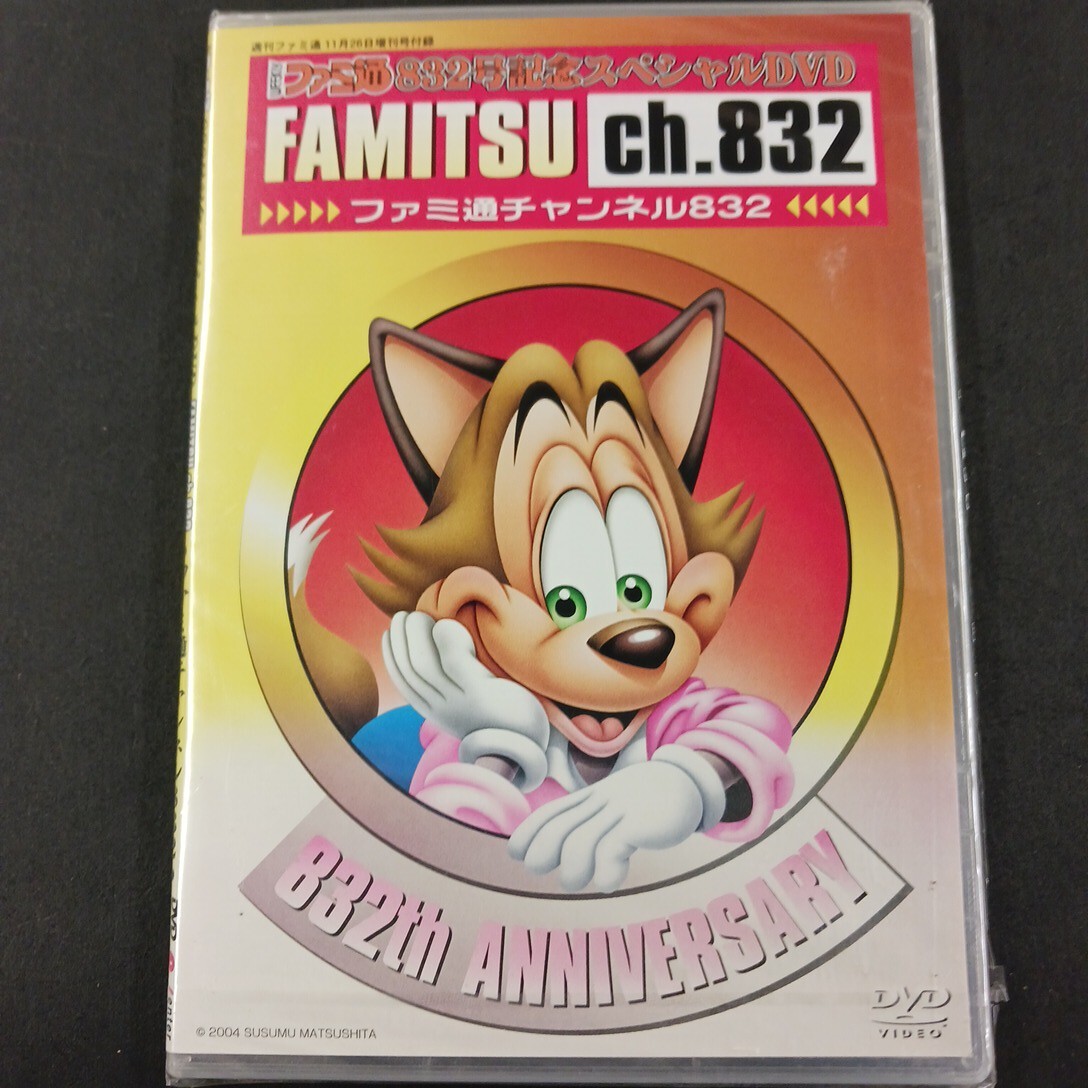 週刊ファミ通 11月26日増刊号付録
週刊ファミ通 832号記念スペシャルDVD
FAMITSU ch.832
ファミ通チャンネル832
832th ANNIVERSARY
DVD
VIDEO
© 2004 SUSUMU MATSUSHITA
DVD